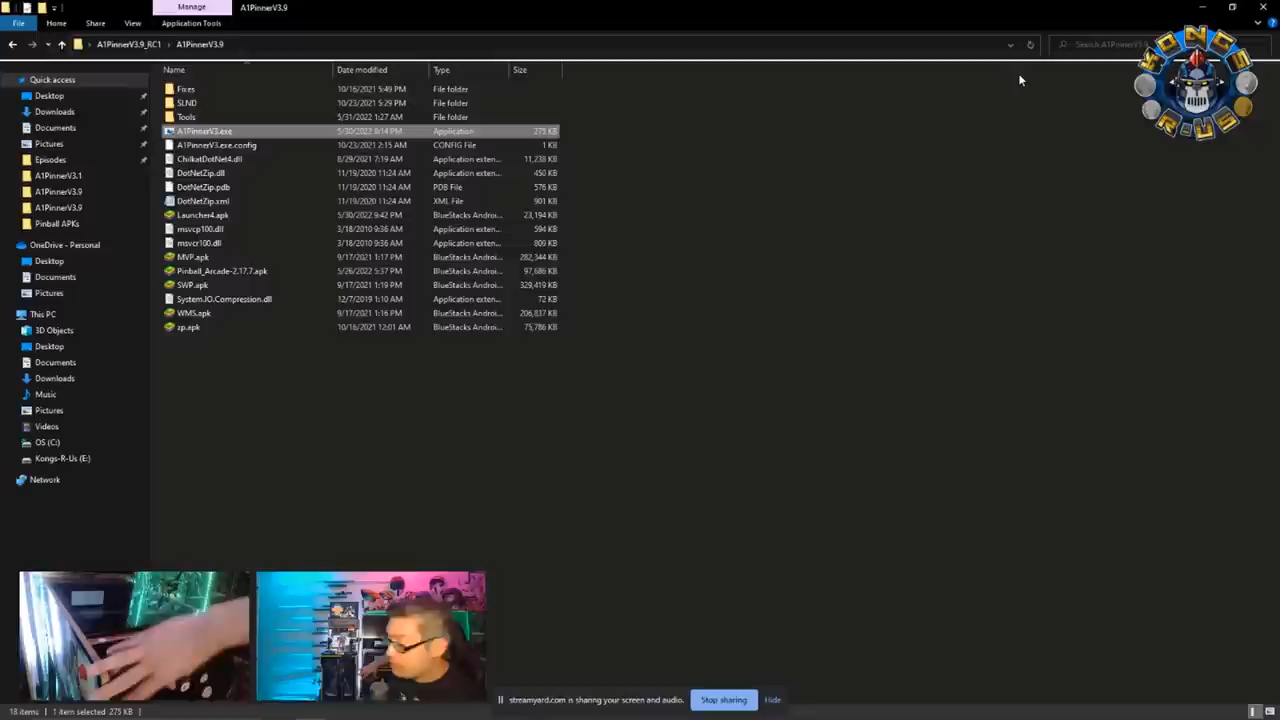 Manage
A1PinnerV3.9
File
Home
Share
View
Application Tools
A1PinnerV3.9_RC1 > A1PinnerV3.9
Search A1PinnerV3.9
Name
Date modified
Type
Size
Quick access
Desktop
Downloads
Documents
Pictures
Episodes
A1PinnerV3.1
A1PinnerV3.9
A1PinnerV3.9
Pinball APKs
OneDrive - Personal
Desktop
Documents
Pictures
This PC
3D Objects
Desktop
Documents
Downloads
Music
Pictures
Videos
OS (C:)
Kongs-R-Us (E:)
Network
Fixes 10/16/2021 5:49 PM File folder
SLND 10/23/2021 5:29 PM File folder
Tools 5/31/2022 1:27 AM File folder
A1PinnerV3.exe 5/30/2022 8:14 PM Application 275 KB
A1PinnerV3.exe.config 10/23/2021 2:15 AM CONFIG File 1 KB
ChilkatDotNet4.dll 8/29/2021 7:19 AM Application exten... 11,238 KB
DotNetZip.dll 11/19/2020 11:24 AM Application exten... 450 KB
DotNetZip.pdb 11/19/2020 11:24 AM PDB File 576 KB
DotNetZip.xml 11/19/2020 11:24 AM XML File 901 KB
Launcher4.apk 5/30/2022 9:42 PM BlueStacks Androi... 23,194 KB
msvcp100.dll 3/18/2010 9:36 AM Application exten... 594 KB
msvcr100.dll 3/18/2010 9:36 AM Application exten... 809 KB
MVP.apk 9/17/2021 1:17 PM BlueStacks Androi... 282,344 KB
Pinball_Arcade-2.17.7.apk 5/26/2022 5:37 PM BlueStacks Androi... 97,686 KB
SWP.apk 9/17/2021 1:19 PM BlueStacks Androi... 329,419 KB
System.IO.Compression.dll 12/7/2019 1:10 AM Application exten... 72 KB
WMS.apk 9/17/2021 1:16 PM BlueStacks Androi... 206,837 KB
zp.apk 10/16/2021 12:01 AM BlueStacks Androi... 75,786 KB
KONGS
R-US
streamyard.com is sharing your screen and audio.
Stop sharing
Hide
18 items
1 item selected 275 KB